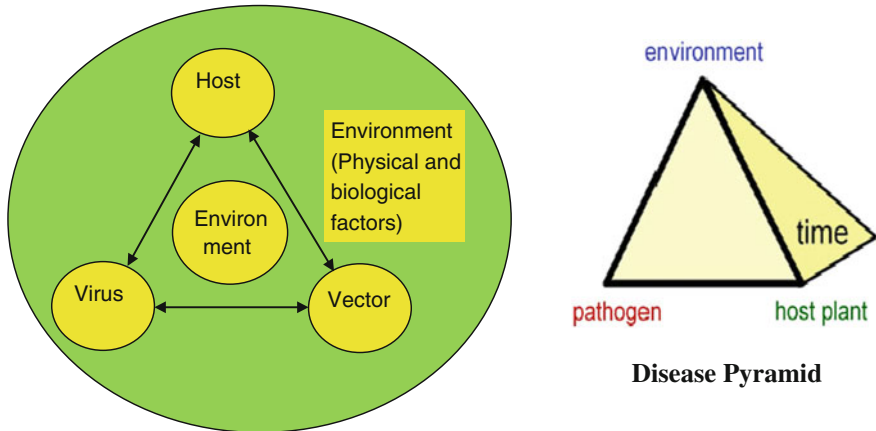 Host
Environment
(Physical and
biological
factors)
Environ
ment
Virus
Vector
environment
time
pathogen
host plant
Disease Pyramid